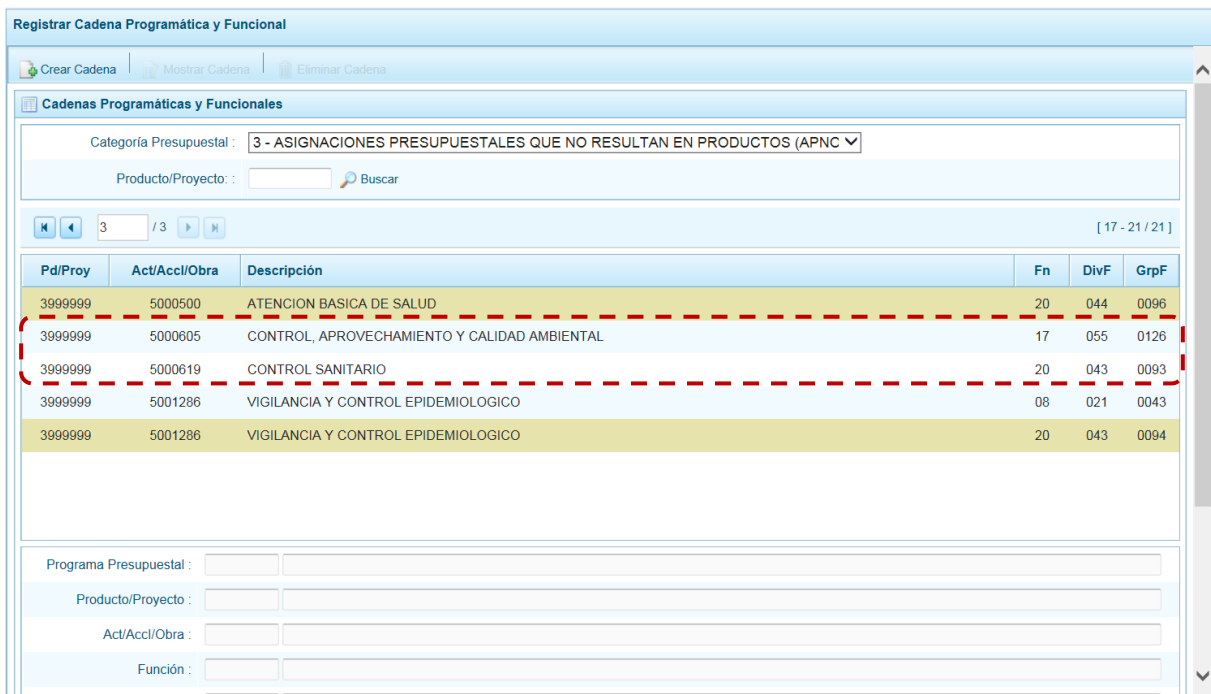 Registrar Cadena Programática y Funcional
Crear Cadena Mostrar Cadena Eliminar Cadena
Cadenas Programáticas y Funcionales
Categoría Presupuestal : 3 - ASIGNACIONES PRESUPUESTALES QUE NO RESULTAN EN PRODUCTOS (APNC
Producto/Proyecto: : Buscar
3 / 3 [ 17 - 21 / 21 ]
Pd/Proy Act/AccI/Obra Descripción Fn DivF GrpF
3999999 5000500 ATENCION BASICA DE SALUD 20 044 0096
3999999 5000605 CONTROL, APROVECHAMIENTO Y CALIDAD AMBIENTAL 17 055 0126
3999999 5000619 CONTROL SANITARIO 20 043 0093
3999999 5001286 VIGILANCIA Y CONTROL EPIDEMIOLOGICO 08 021 0043
3999999 5001286 VIGILANCIA Y CONTROL EPIDEMIOLOGICO 20 043 0094
Programa Presupuestal :
Producto/Proyecto :
Act/AccI/Obra :
Función :